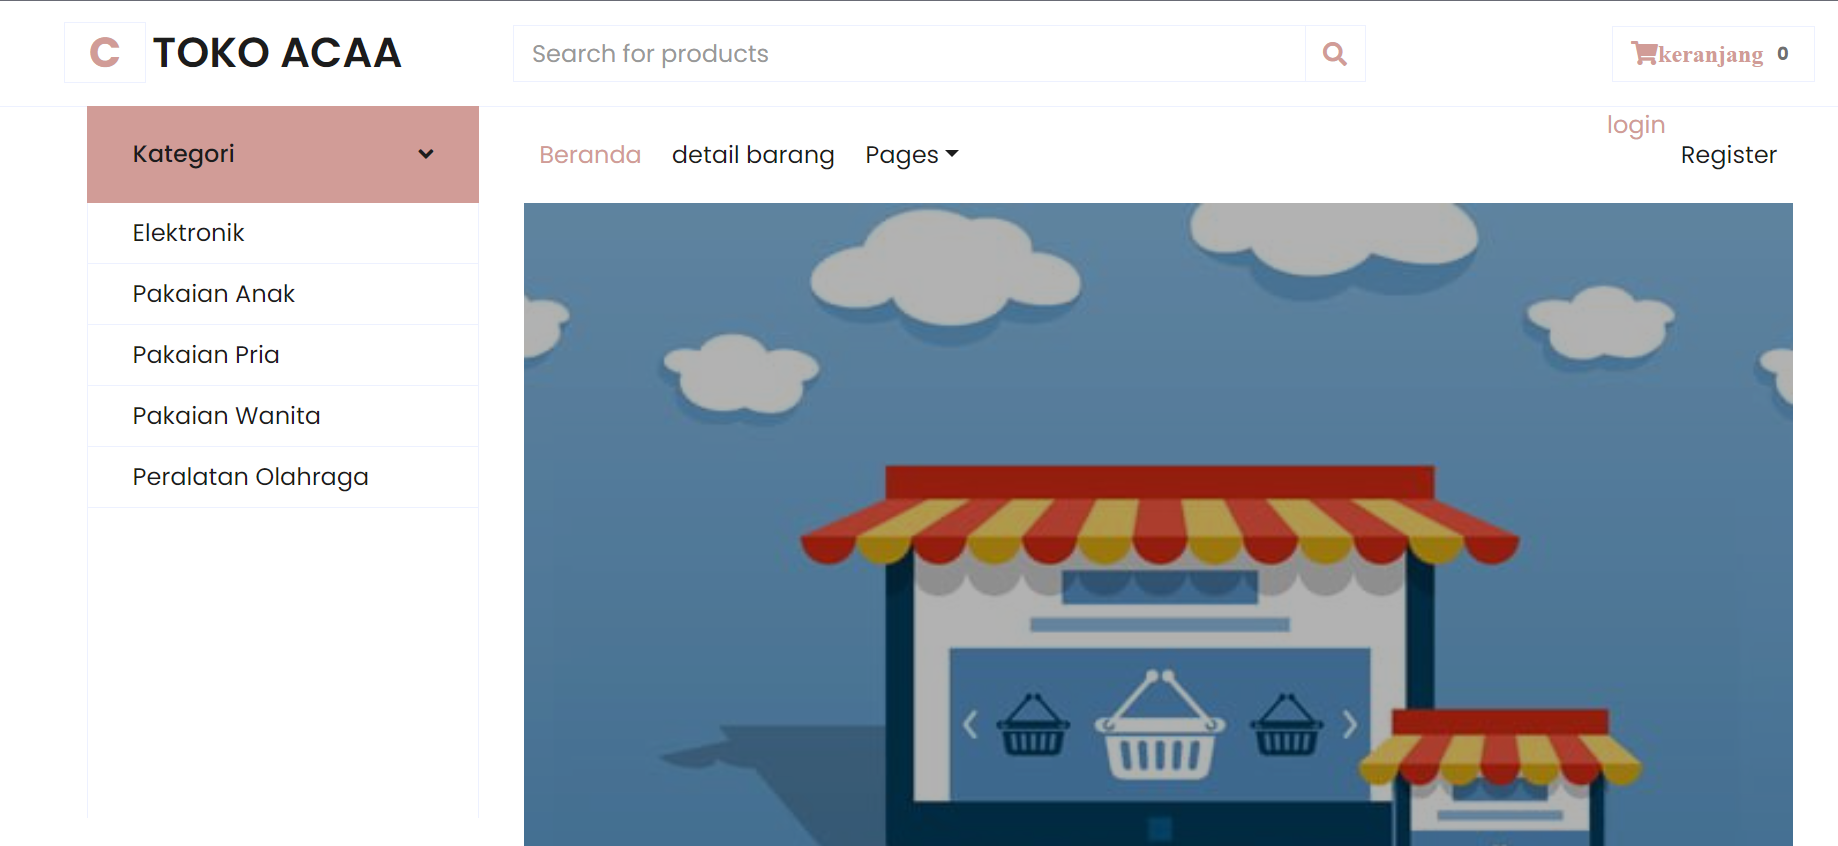 C TOKO ACAA
Search for products
keranjang 0
login
Kategori
Beranda detail barang Pages Register
Elektronik
Pakaian Anak
Pakaian Pria
Pakaian Wanita
Peralatan Olahraga